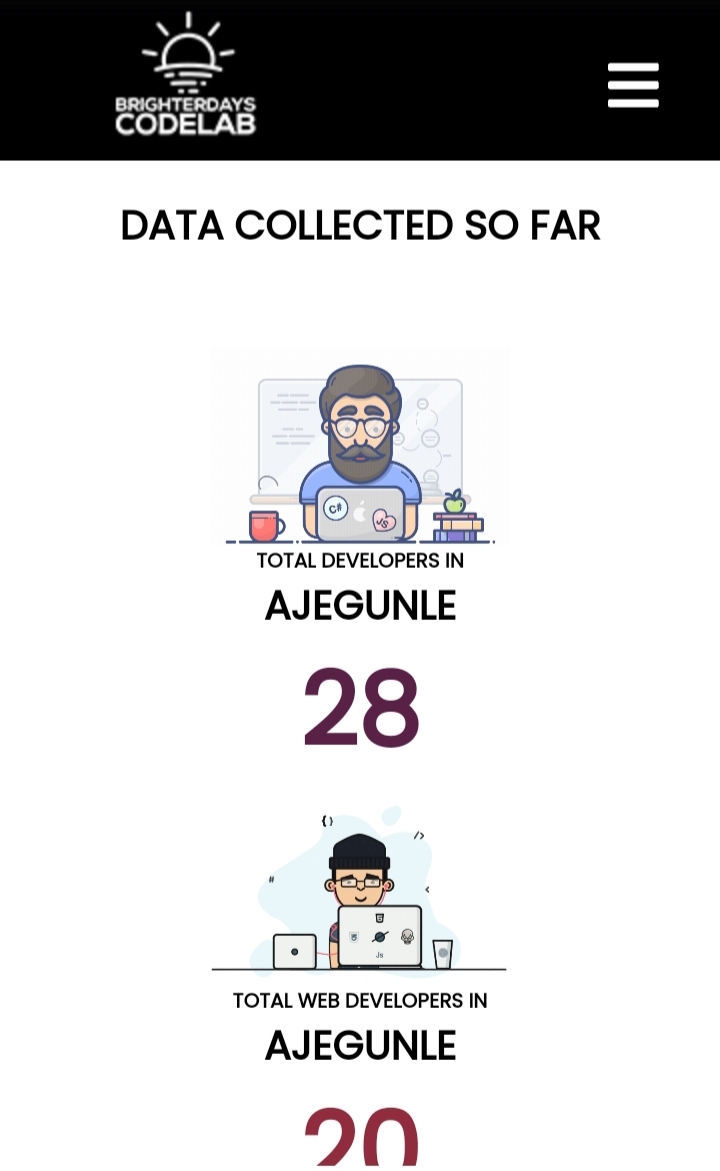 BRIGHTERDAYS
CODELAB
DATA COLLECTED SO FAR
C#
JS
TOTAL DEVELOPERS IN
AJEGUNLE
28
{}
/>
#
<
Js
TOTAL WEB DEVELOPERS IN
AJEGUNLE
20